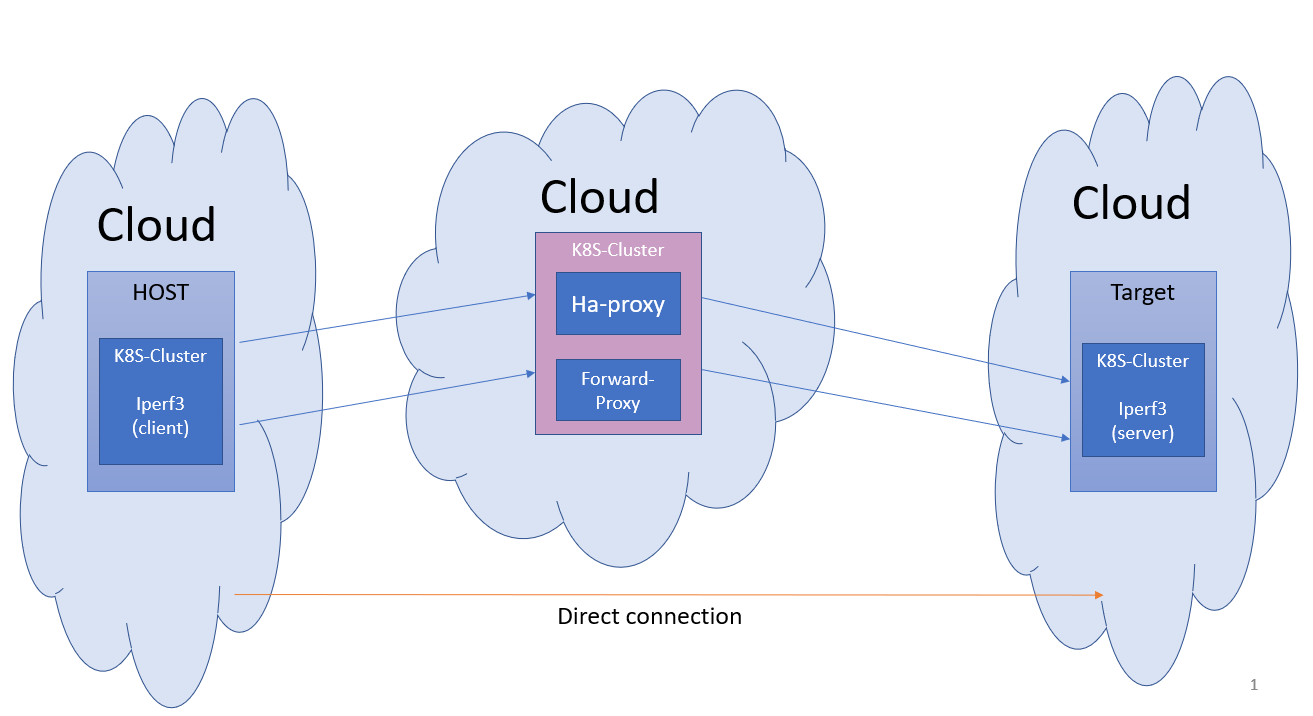 Cloud
HOST
K8S-Cluster
Iperf3
(client)
Cloud
K8S-Cluster
Ha-proxy
Forward-
Proxy
Cloud
Target
K8S-Cluster
Iperf3
(server)
Direct connection
1